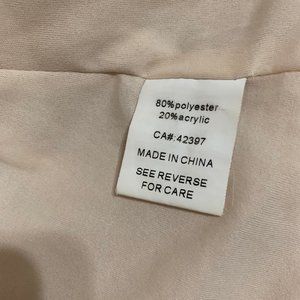 80%polyester
20%acrylic
CA#:42397
MADE IN CHINA
SEE REVERSE
FOR CARE